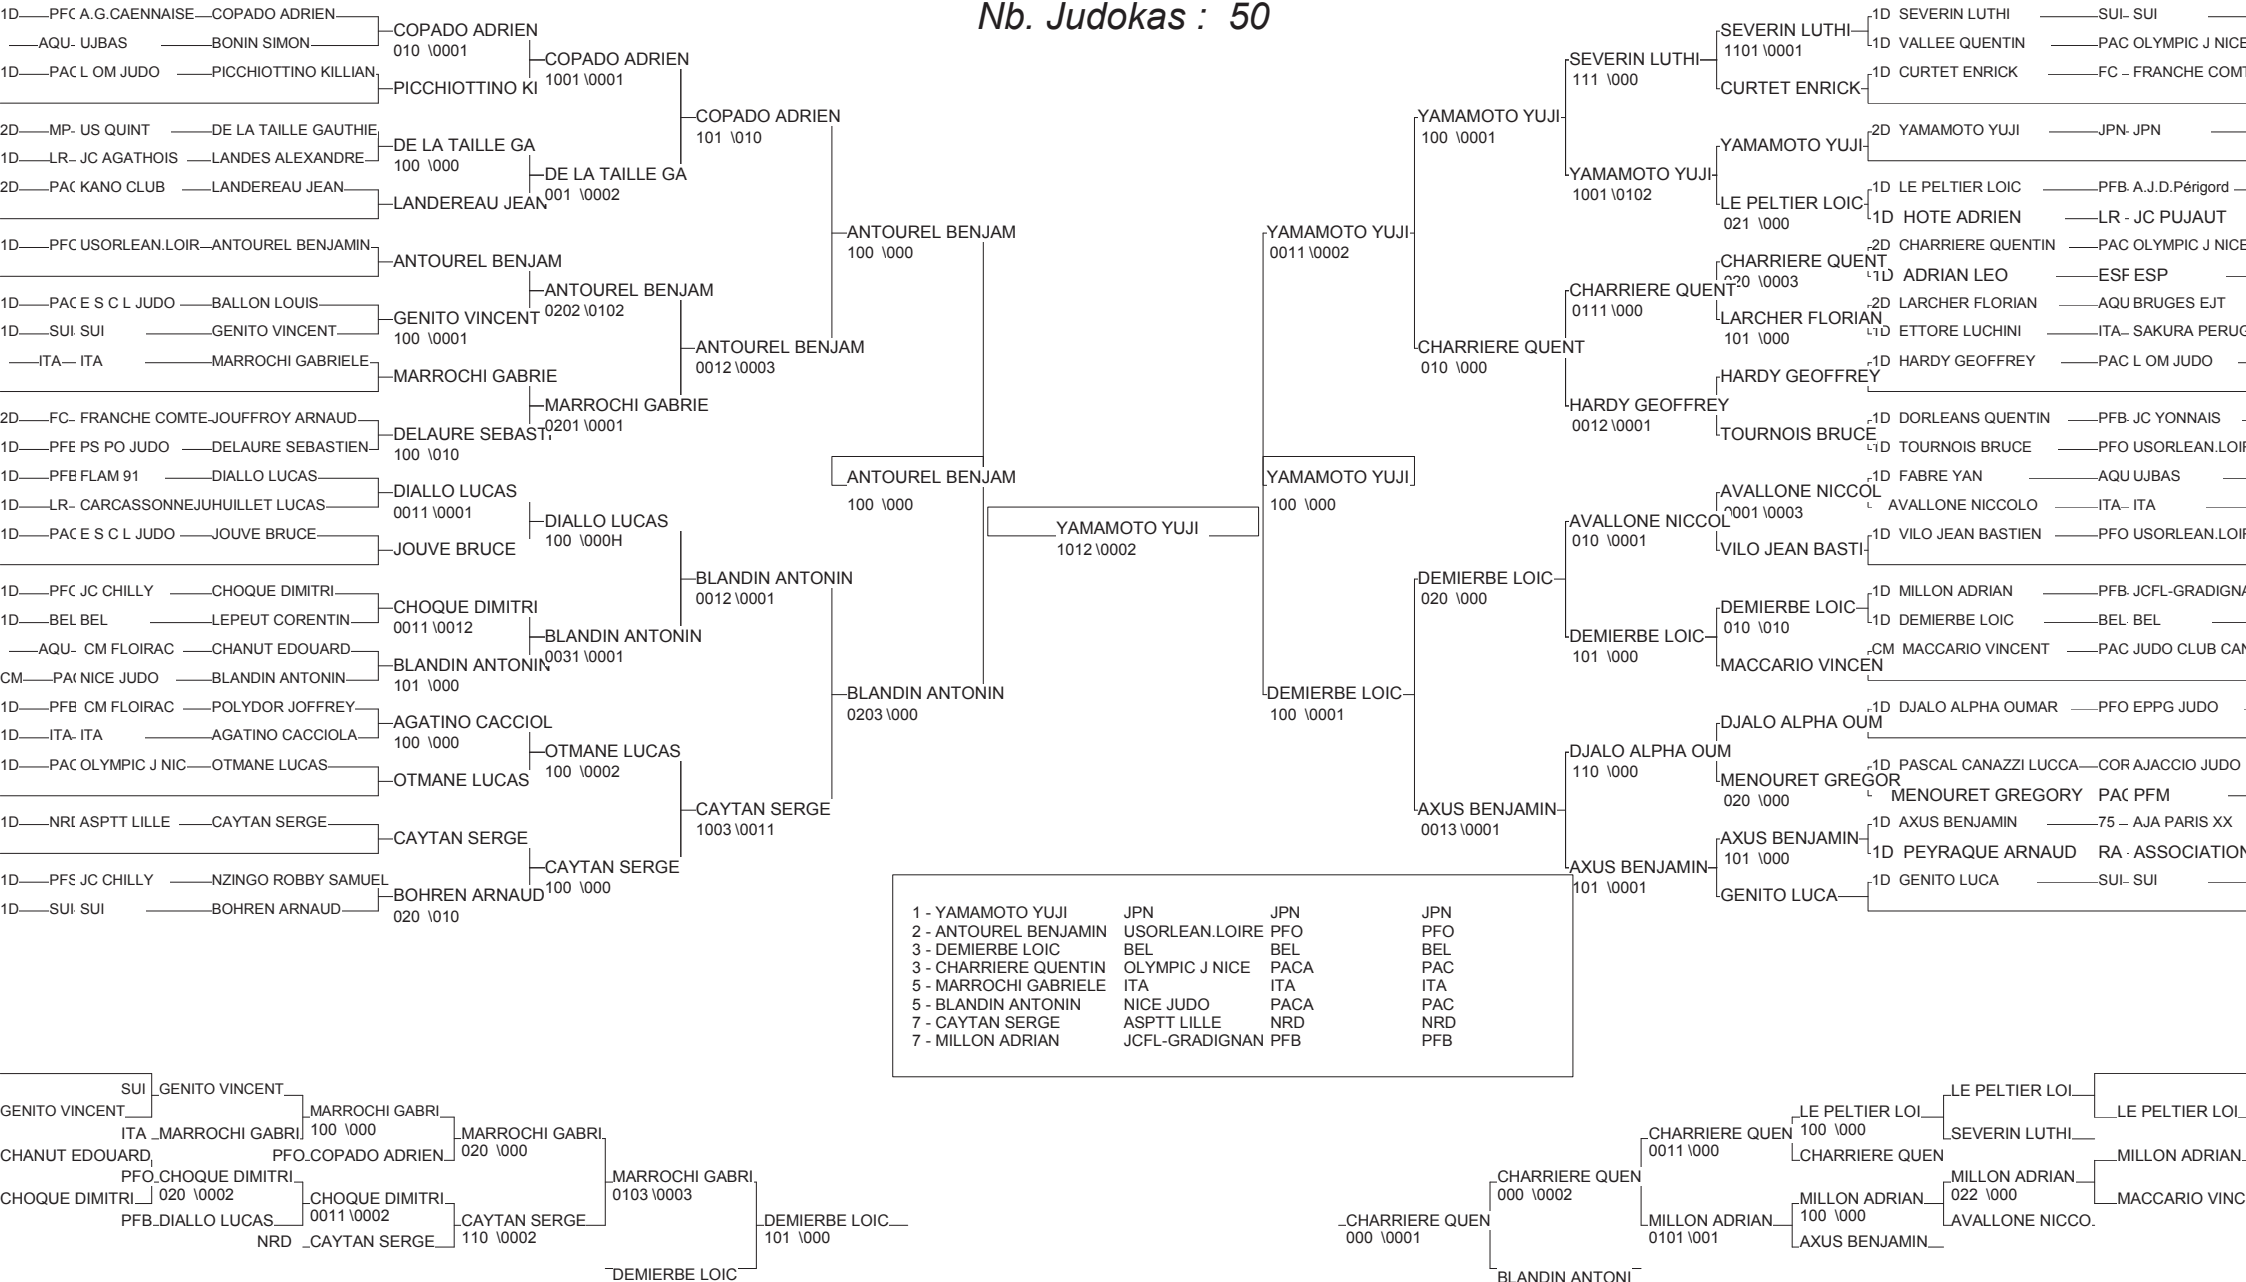 Nb. Judokas : 50
1D PFC A.G.CAENNAISE COPADO ADRIEN
AQU UJBAS BONIN SIMON
1D PAC L OM JUDO PICCHIOTTINO KILLIAN
2D MP US QUINT DE LA TAILLE GAUTHIE
1D LR JC AGATHOIS LANDES ALEXANDRE
2D PAC KANO CLUB LANDEREAU JEAN
1D PFC USORLEAN.LOIR ANTOUREL BENJAMIN
1D PAC E S C L JUDO BALLON LOUIS
1D SUI SUI GENITO VINCENT
ITA ITA MARROCHI GABRIELE
2D FC FRANCHE COMTE JOUFFROY ARNAUD
1D PFE PS PO JUDO DELAURE SEBASTIEN
1D PFB FLAM 91 DIALLO LUCAS
1D LR CARCASSONNEJU HUILLET LUCAS
1D PAC E S C L JUDO JOUVE BRUCE
1D PFC JC CHILLY CHOQUE DIMITRI
1D BEL BEL LEPEUT CORENTIN
AQU CM FLOIRAC CHANUT EDOUARD
CM PA NICE JUDO BLANDIN ANTONIN
1D PFB CM FLOIRAC POLYDOR JOFFREY
1D ITA ITA AGATINO CACCIOLA
1D PAC OLYMPIC J NIC OTMANE LUCAS
1D NRD ASPTT LILLE CAYTAN SERGE
1D PFS JC CHILLY NZINGO ROBBY SAMUEL
1D SUI SUI BOHREN ARNAUD
COPADO ADRIEN
010 \0001
PICCHIOTTINO KI
DE LA TAILLE GA
100 \000
LANDEREAU JEAN
ANTOUREL BENJAM
GENITO VINCENT
100 \0001
MARROCHI GABRIE
DELAURE SEBASTI
100 \010
DIALLO LUCAS
0011 \0001
JOUVE BRUCE
CHOQUE DIMITRI
0011 \0012
BLANDIN ANTONIN
101 \000
AGATINO CACCIOL
100 \000
OTMANE LUCAS
CAYTAN SERGE
BOHREN ARNAUD
020 \010
COPADO ADRIEN
1001 \0001
DE LA TAILLE GA
001 \0002
ANTOUREL BENJAM
0202 \0102
MARROCHI GABRIE
0201 \0001
DIALLO LUCAS
100 \000H
BLANDIN ANTONIN
0031 \0001
OTMANE LUCAS
100 \0002
CAYTAN SERGE
100 \000
COPADO ADRIEN
101 \010
ANTOUREL BENJAM
0012 \0003
BLANDIN ANTONIN
0012 \0001
CAYTAN SERGE
1003 \0011
ANTOUREL BENJAM
100 \000
BLANDIN ANTONIN
0203 \000
ANTOUREL BENJAM
100 \000
YAMAMOTO YUJI
1012 \0002
YAMAMOTO YUJI
100 \000
YAMAMOTO YUJI
0011 \0002
DEMIERBE LOIC
100 \0001
YAMAMOTO YUJI
100 \0001
CHARRIERE QUENT
010 \000
DEMIERBE LOIC
020 \000
AXUS BENJAMIN
0013 \0001
SEVERIN LUTHI
111 \000
YAMAMOTO YUJI
1001 \0102
CHARRIERE QUENT
0111 \000
HARDY GEOFFREY
0012 \0001
AVALLONE NICCOL
010 \0001
DEMIERBE LOIC
101 \000
DJALO ALPHA OUM
110 \000
AXUS BENJAMIN
101 \0001
SEVERIN LUTHI
1101 \0001
CURTET ENRICK
YAMAMOTO YUJI
LE PELTIER LOIC
021 \000
CHARRIERE QUENT
020 \0003
LARCHER FLORIAN
101 \000
HARDY GEOFFREY
TOURNOIS BRUCE
AVALLONE NICCOL
0001 \0003
VILO JEAN BASTI
DEMIERBE LOIC
010 \010
MACCARIO VINCEN
DJALO ALPHA OUM
MENOURET GREGOR
020 \000
AXUS BENJAMIN
101 \000
GENITO LUCA
1D SEVERIN LUTHI SUI SUI
1D VALLEE QUENTIN PAC OLYMPIC J NICE
1D CURTET ENRICK FC FRANCHE COMT
2D YAMAMOTO YUJI JPN JPN
1D LE PELTIER LOIC PFB A.J.D.Périgord
1D HOTE ADRIEN LR - JC PUJAUT
2D CHARRIERE QUENTIN PAC OLYMPIC J NICE
1D ADRIAN LEO ESP ESP
2D LARCHER FLORIAN AQU BRUGES EJT
1D ETTORE LUCHINI ITA SAKURA PERUG
1D HARDY GEOFFREY PAC L OM JUDO
1D DORLEANS QUENTIN PFB JC YONNAIS
1D TOURNOIS BRUCE PFO USORLEAN.LOIR
1D FABRE YAN AQU UJBAS
AVALLONE NICCOLO ITA ITA
1D VILO JEAN BASTIEN PFO USORLEAN.LOIR
1D MILLON ADRIAN PFB JCFL-GRADIGNA
1D DEMIERBE LOIC BEL BEL
CM MACCARIO VINCENT PAC JUDO CLUB CAN
1D DJALO ALPHA OUMAR PFO EPPG JUDO
1D PASCAL CANAZZI LUCCA COR AJACCIO JUDO
MENOURET GREGORY PAC PFM
1D AXUS BENJAMIN 75 AJA PARIS XX
1D PEYRAQUE ARNAUD RA - ASSOCIATION
1D GENITO LUCA SUI SUI
1 - YAMAMOTO YUJI JPN JPN JPN
2 - ANTOUREL BENJAMIN USORLEAN.LOIRE PFO PFO
3 - DEMIERBE LOIC BEL BEL BEL
3 - CHARRIERE QUENTIN OLYMPIC J NICE PACA PAC
5 - MARROCHI GABRIELE ITA ITA ITA
5 - BLANDIN ANTONIN NICE JUDO PACA PAC
7 - CAYTAN SERGE ASPTT LILLE NRD NRD
7 - MILLON ADRIAN JCFL-GRADIGNAN PFB PFB
SUI GENITO VINCENT
GENITO VINCENT
ITA MARROCHI GABRI
CHANUT EDOUARD
PFO CHOQUE DIMITRI
020 \0002
CHOQUE DIMITRI
PFB DIALLO LUCAS
MARROCHI GABRI
100 \000
PFO COPADO ADRIEN
CHOQUE DIMITRI
0011 \0002
NRD CAYTAN SERGE
MARROCHI GABRI
020 \000
CAYTAN SERGE
110 \0002
MARROCHI GABRI
0103 \0003
DEMIERBE LOIC
DEMIERBE LOIC
101 \000
CHARRIERE QUEN
000 \0001
CHARRIERE QUEN
000 \0002
BLANDIN ANTONI
CHARRIERE QUEN
0011 \000
MILLON ADRIAN
0101 \001
LE PELTIER LOI
100 \000
CHARRIERE QUEN
MILLON ADRIAN
100 \000
AXUS BENJAMIN
LE PELTIER LOI
SEVERIN LUTHI
MILLON ADRIAN
022 \000
AVALLONE NICCO
LE PELTIER LOI
MILLON ADRIAN
MACCARIO VINC